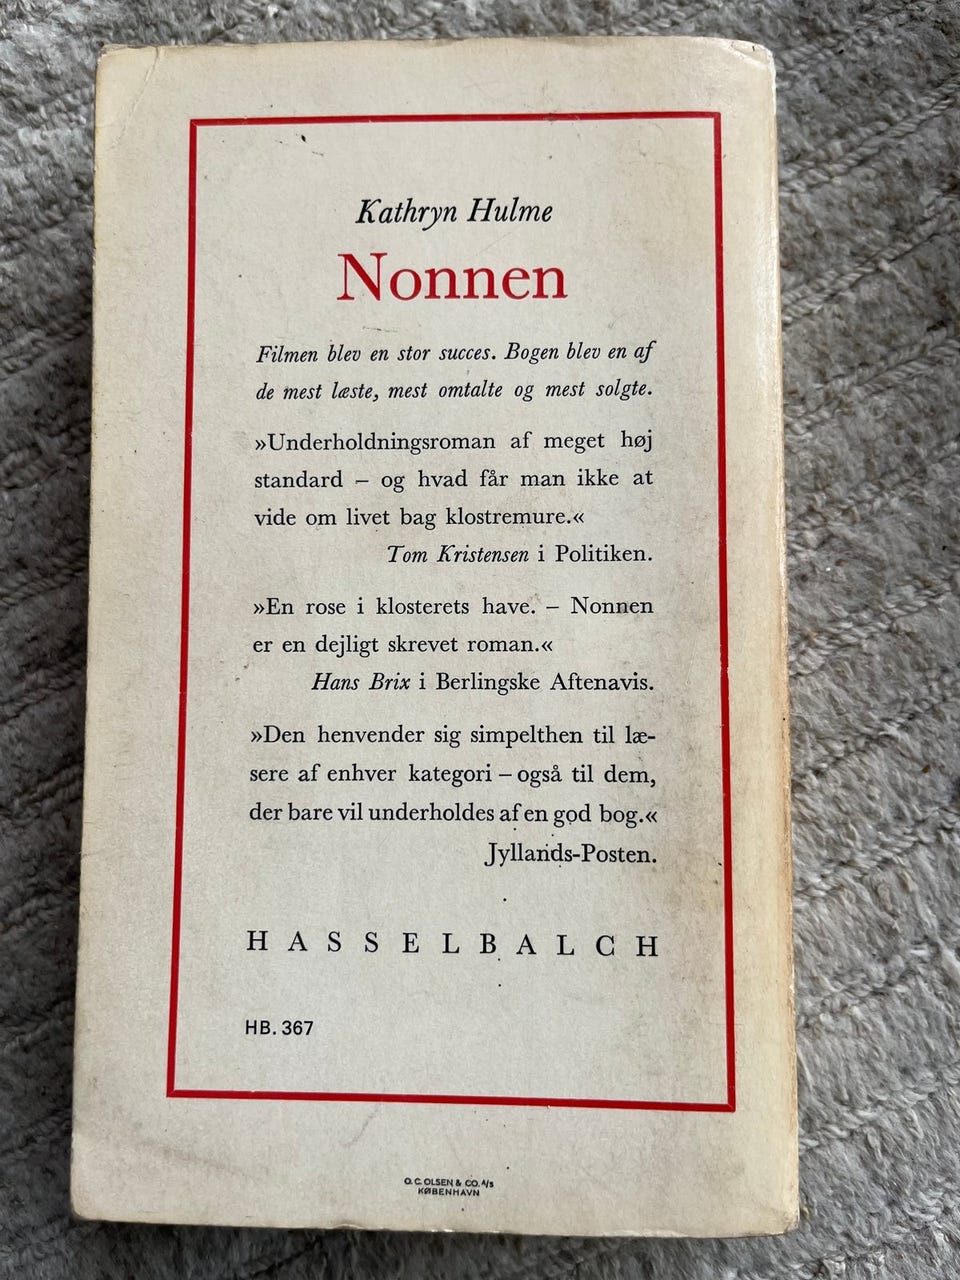 Kathryn Hulme
Nonnen
Filmen blev en stor succes. Bogen blev en af
de mest læste, mest omtalte og mest solgte.
»Underholdningsroman af meget høj
standard – og hvad får man ikke at
vide om livet bag klostremure.«
Tom Kristensen i Politiken.
»En rose i klosterets have. – Nonnen
er en dejligt skrevet roman.«
Hans Brix i Berlingske Aftenavis.
»Den henvender sig simpelthen til læ-
sere af enhver kategori – også til dem,
der bare vil underholdes af en god bog.«
Jyllands-Posten.
HASSELBALCH
HB. 367
O. C. OLSEN & CO. A/S
KØBENHAVN